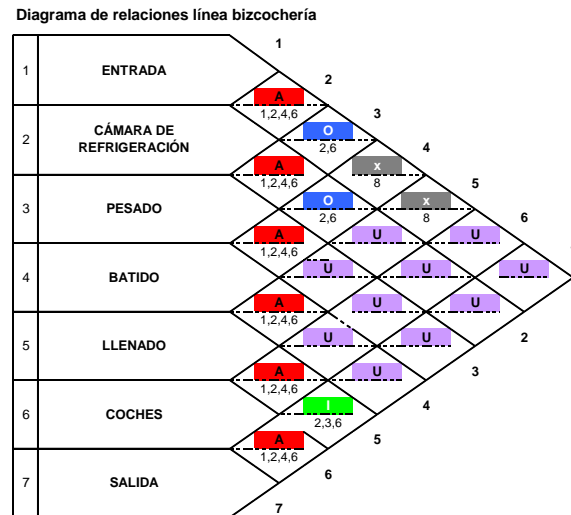 Diagrama de relaciones línea bizcochería
1
1 ENTRADA
2
A
1,2,4,6
3
CÁMARA DE
O
2
REFRIGERACIÓN
2,6
4
A
x
1,2,4,6
8
5
3 PESADO
O
x
2,6
8
6
A
U
U
1,2,4,6
U
U
U
4 BATIDO
A
U
U
1,2,4,6
2
U
U
5 LLENADO
3
A
U
1,2,4,6
4
I
6 COCHES
2,3,6
A
5
1,2,4,6
6
7 SALIDA
7